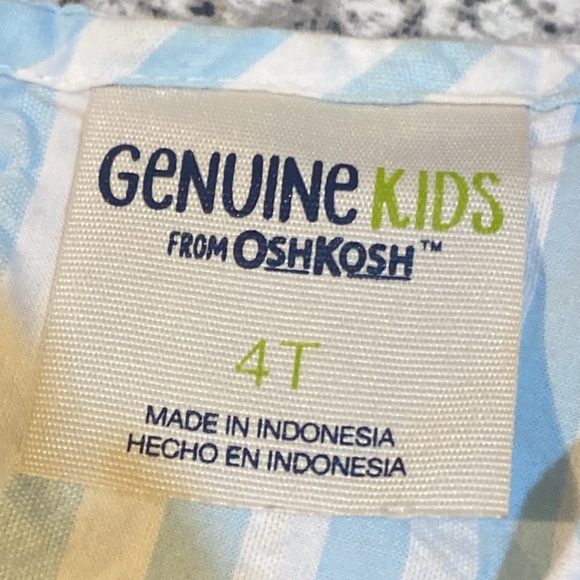 GENUINE KIDS
FROM OSHKOSH™
4T
MADE IN INDONESIA
HECHO EN INDONESIA